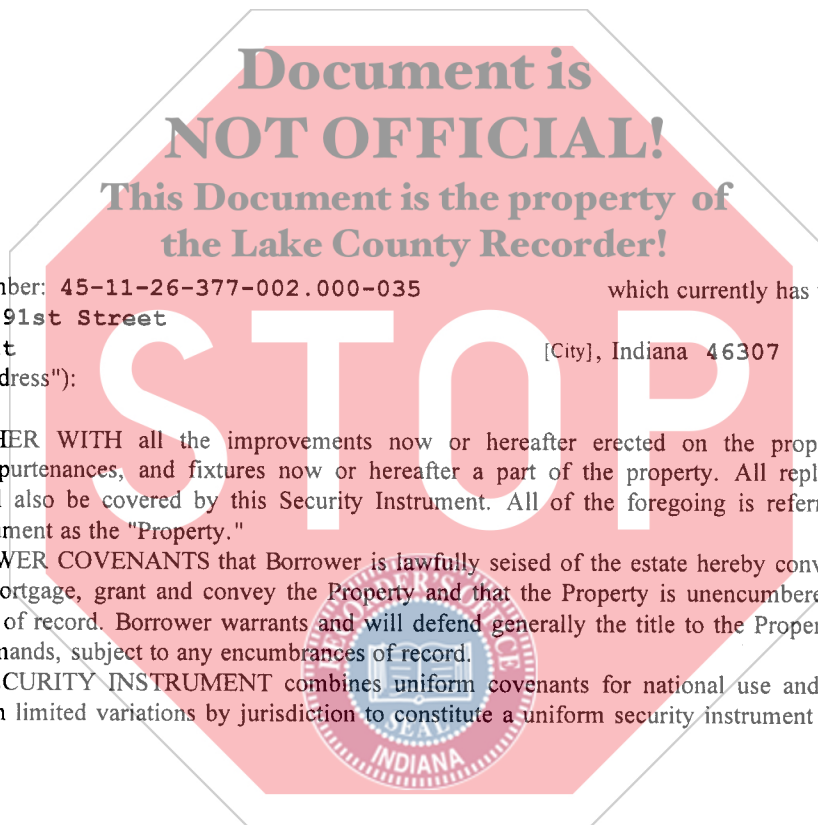 Document is
NOT OFFICIAL!
This Document is the property of
the Lake County Recorder!
nber: 45-11-26-377-002.000-035 which currently has
91st Street
t [City], Indiana 46307
dress"):
STOP
HER WITH all the improvements now or hereafter erected on the prop
purtenances, and fixtures now or hereafter a part of the property. All repl
l also be covered by this Security Instrument. All of the foregoing is referr
ument as the "Property."
WER COVENANTS that Borrower is lawfully seised of the estate hereby conv
ortgage, grant and convey the Property and that the Property is unencumbere
of record. Borrower warrants and will defend generally the title to the Proper
mands, subject to any encumbrances of record.
CURITY INSTRUMENT combines uniform covenants for national use and
n limited variations by jurisdiction to constitute a uniform security instrument
RECORDER'S OFFICE
SEAL
INDIANA